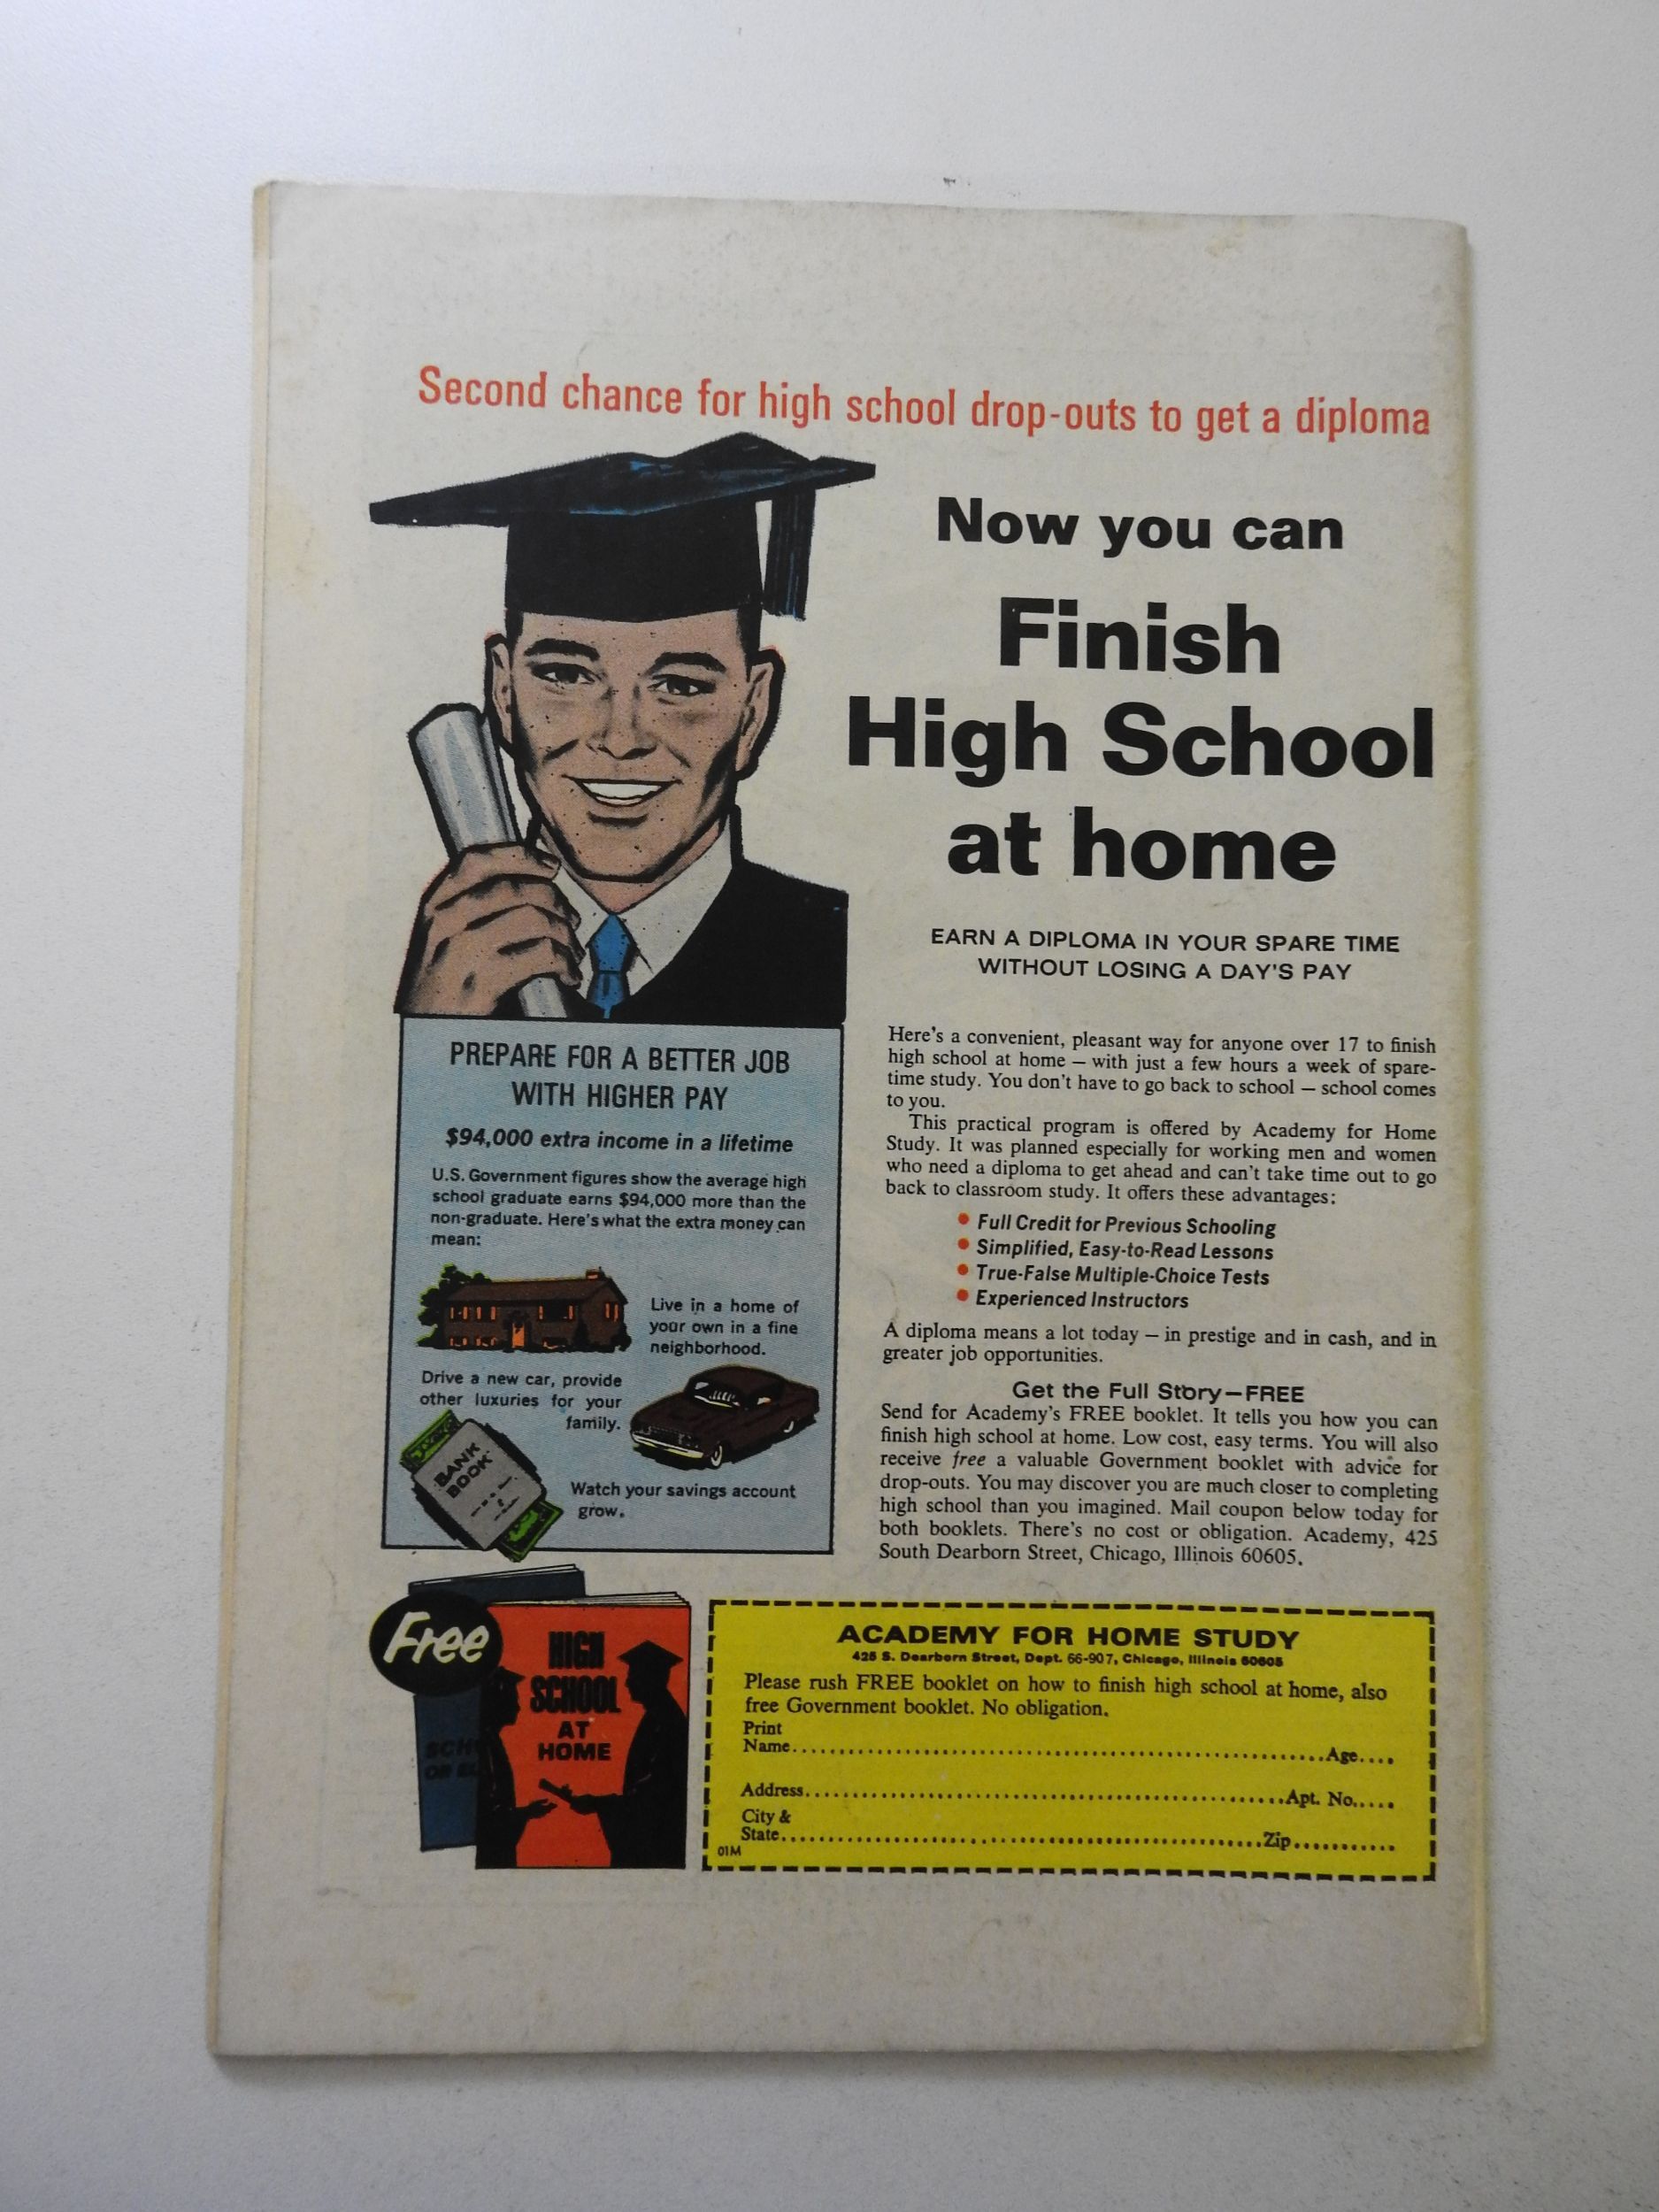 Second chance for high school drop-outs to get a diploma
Now you can
Finish
High School
at home
EARN A DIPLOMA IN YOUR SPARE TIME
WITHOUT LOSING A DAY'S PAY
PREPARE FOR A BETTER JOB
WITH HIGHER PAY
$94,000 extra income in a lifetime
U.S. Government figures show the average high
school graduate earns $94,000 more than the
non-graduate. Here's what the extra money can
mean:
Live in a home of
your own in a fine
neighborhood.
Drive a new car, provide
other luxuries for your
family.
BANK
BOOK
Watch your savings account
grow.
Here's a convenient, pleasant way for anyone over 17 to finish
high school at home – with just a few hours a week of spare-
time study. You don't have to go back to school – school comes
to you.
This practical program is offered by Academy for Home
Study. It was planned especially for working men and women
who need a diploma to get ahead and can't take time out to go
back to classroom study. It offers these advantages:
• Full Credit for Previous Schooling
• Simplified, Easy-to-Read Lessons
• True-False Multiple-Choice Tests
• Experienced Instructors
A diploma means a lot today – in prestige and in cash, and in
greater job opportunities.
Get the Full Story—FREE
Send for Academy's FREE booklet. It tells you how you can
finish high school at home. Low cost, easy terms. You will also
receive free a valuable Government booklet with advice for
drop-outs. You may discover you are much closer to completing
high school than you imagined. Mail coupon below today for
both booklets. There's no cost or obligation. Academy, 425
South Dearborn Street, Chicago, Illinois 60605.
Free
HIGH
SCHOOL
AT
HOME
ACADEMY FOR HOME STUDY
425 S. Dearborn Street, Dept. 66-907, Chicago, Illinois 60605
Please rush FREE booklet on how to finish high school at home, also
free Government booklet. No obligation.
Print
Name....................Age....
Address....................Apt. No.....
City &
State....................Zip...........
01M